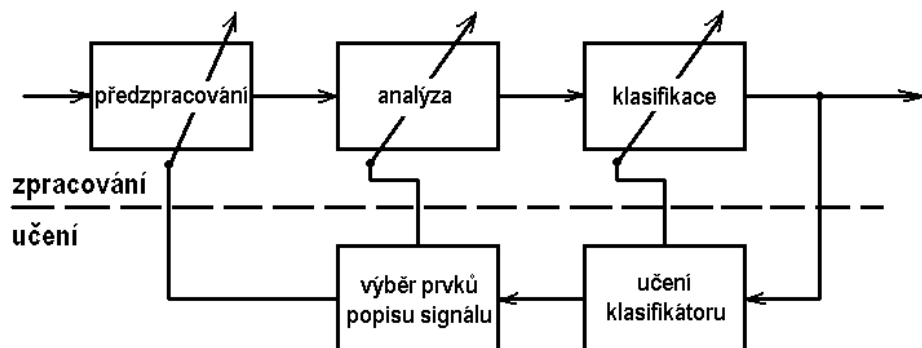 předzpracování
analýza
klasifikace
zpracování
učení
výběr prvků
popisu signálu
učení
klasifikátoru